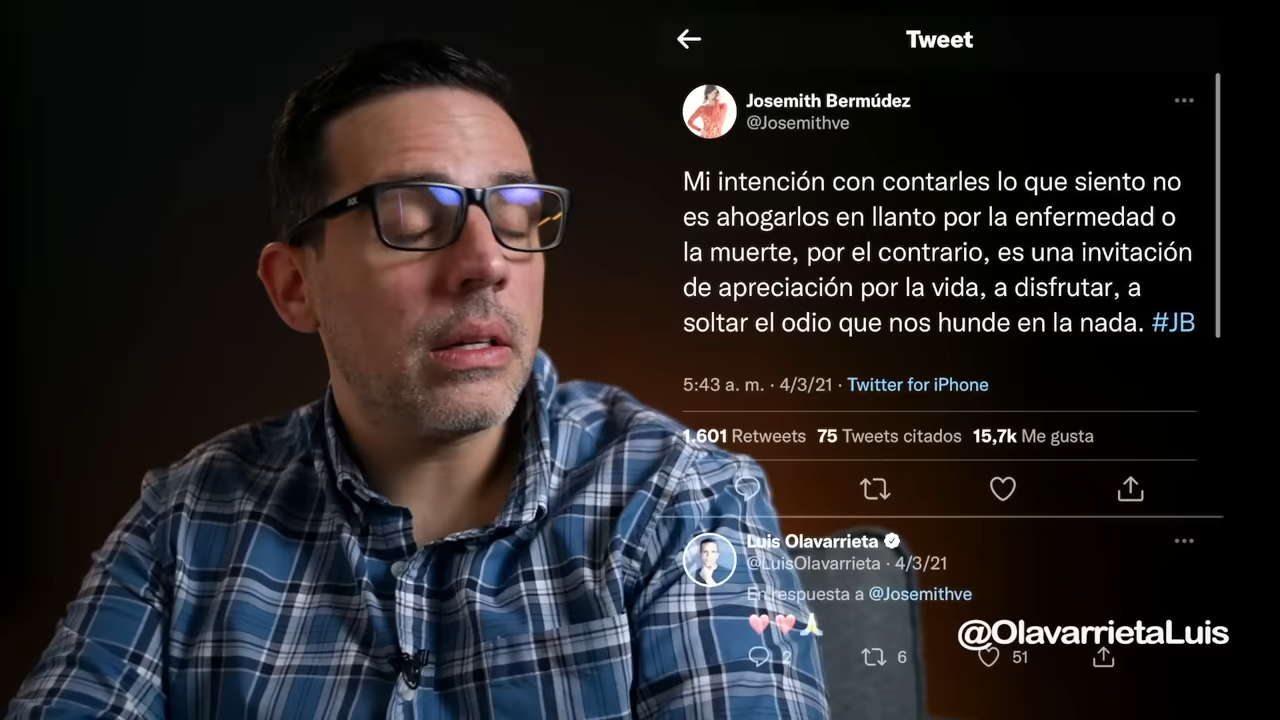 Tweet
Josemith Bermúdez
@Josemithve
Mi intención con contarles lo que siento no
es ahogarlos en llanto por la enfermedad o
la muerte, por el contrario, es una invitación
de apreciación por la vida, a disfrutar, a
soltar el odio que nos hunde en la nada. #JB
5:43 a. m. · 4/3/21 · Twitter for iPhone
1.601 Retweets 75 Tweets citados 15,7k Me gusta
Luis Olavarrieta
@LuisOlavarrieta · 4/3/21
En respuesta a @Josemithve
@OlavarrietaLuis
2 6 51